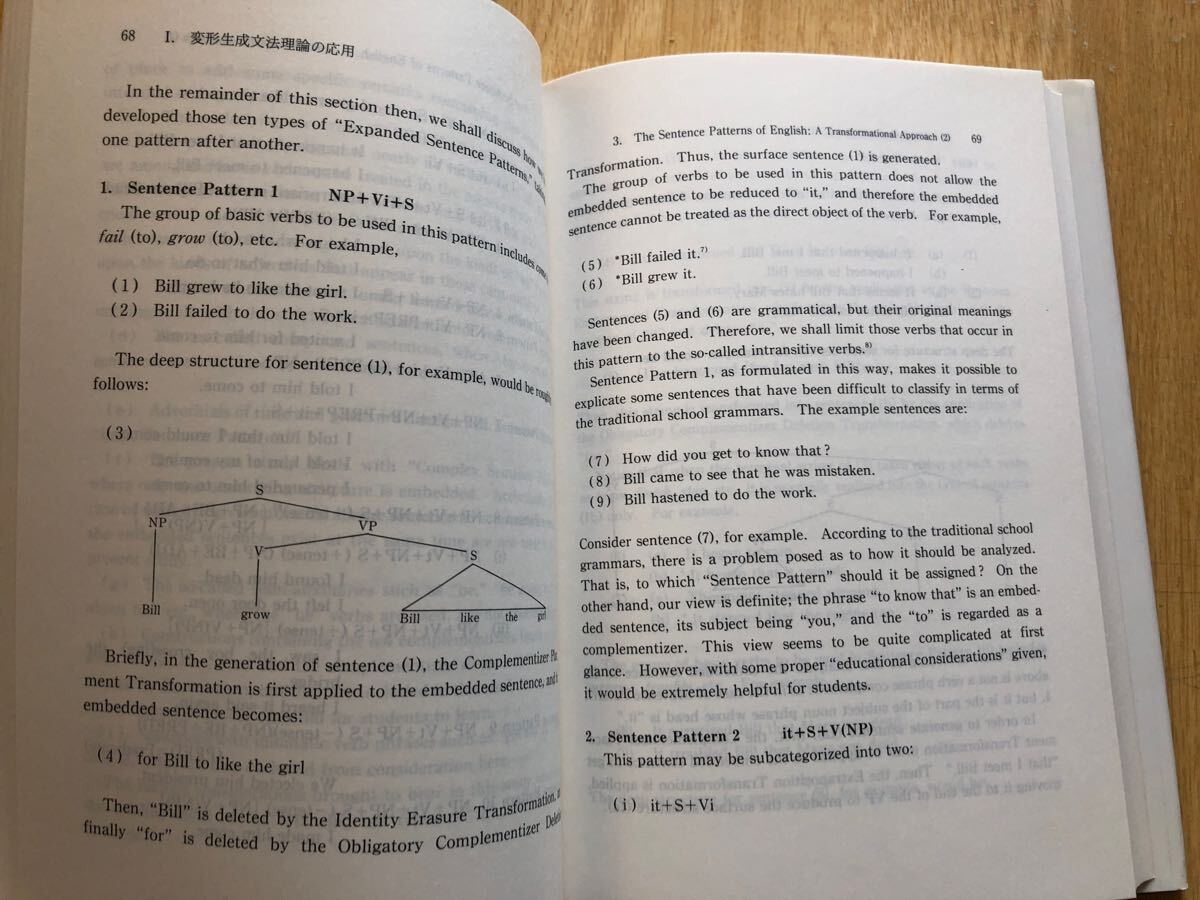 68 I. 変形生成文法理論の応用
In the remainder of this section then, we shall discuss how
developed those ten types of "Expanded Sentence Patterns,"
one pattern after another.
1. Sentence Pattern 1 NP+Vi+S
The group of basic verbs to be used in this pattern includes come
fail (to), grow (to), etc. For example,
(1) Bill grew to like the girl.
(2) Bill failed to do the work.
The deep structure for sentence (1), for example, would be roughly
follows:
(3)
S
NP VP
V S
Bill grow Bill like the girl
Briefly, in the generation of sentence (1), the Complementizer
ment Transformation is first applied to the embedded sentence, and
embedded sentence becomes:
(4) for Bill to like the girl
Then, "Bill" is deleted by the Identity Erasure Transformation,
finally "for" is deleted by the Obligatory Complementizer
3. The Sentence Patterns of English: A Transformational Approach (2) 69
Transformation. Thus, the surface sentence (1) is generated.
The group of verbs to be used in this pattern does not allow the
embedded sentence to be reduced to "it," and therefore the embedded
sentence cannot be treated as the direct object of the verb. For example,
(5) *Bill failed it.7)
(6) *Bill grew it.
Sentences (5) and (6) are grammatical, but their original meanings
have been changed. Therefore, we shall limit those verbs that occur in
this pattern to the so-called intransitive verbs.8)
Sentence Pattern 1, as formulated in this way, makes it possible to
explicate some sentences that have been difficult to classify in terms of
the traditional school grammars. The example sentences are:
(7) How did you get to know that?
(8) Bill came to see that he was mistaken.
(9) Bill hastened to do the work.
Consider sentence (7), for example. According to the traditional school
grammars, there is a problem posed as to how it should be analyzed.
That is, to which "Sentence Pattern" should it be assigned? On the
other hand, our view is definite; the phrase "to know that" is an embed-
ded sentence, its subject being "you," and the "to" is regarded as a
complementizer. This view seems to be quite complicated at first
glance. However, with some proper "educational considerations" given,
it would be extremely helpful for students.
2. Sentence Pattern 2 it+S+V(NP)
This pattern may be subcategorized into two:
(i) it+S+Vi